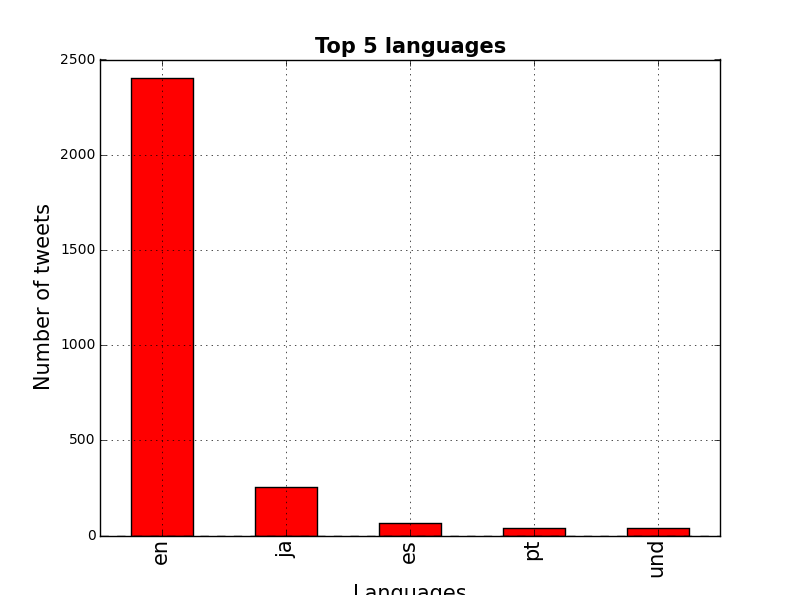 Top 5 languages
Number of tweets
2500
2000
1500
1000
500
0
en
ja
es
pt
und
Languages